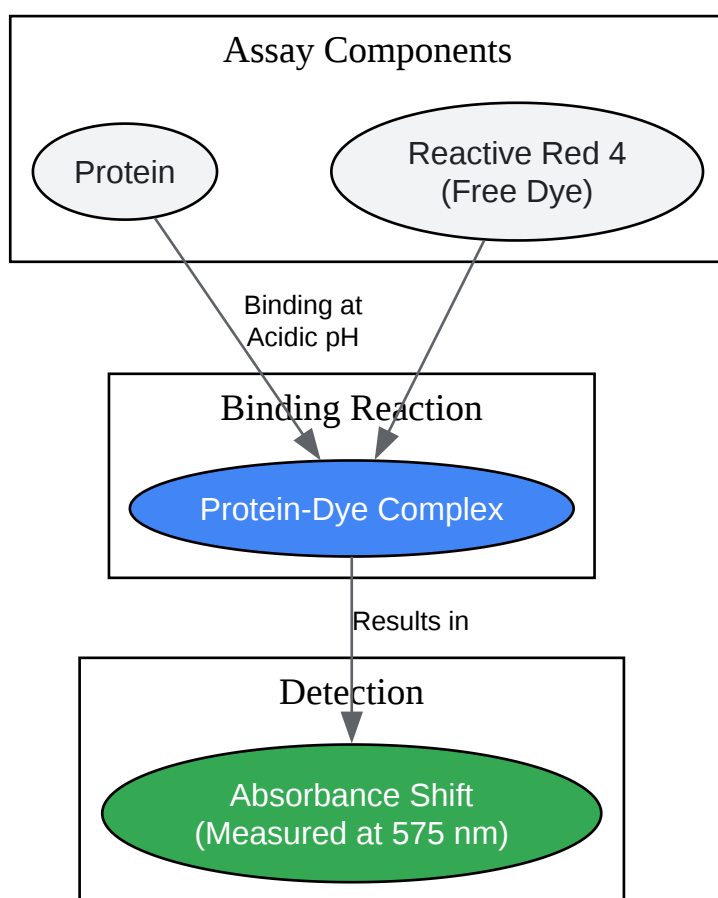 Assay Components
Protein
Reactive Red 4
(Free Dye)
Binding at
Acidic pH
Binding Reaction
Protein-Dye Complex
Results in
Detection
Absorbance Shift
(Measured at 575 nm)